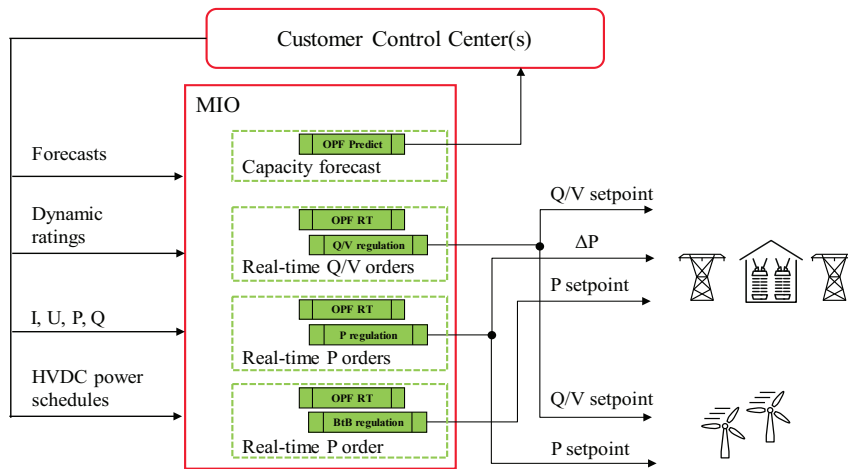 Customer Control Center(s)
MIO
OPF Predict
Capacity forecast
Forecasts
Dynamic
ratings
I, U, P, Q
HVDC power
schedules
OPF RT
Q/V regulation
Real-time Q/V orders
OPF RT
P regulation
Real-time P orders
OPF RT
BtB regulation
Real-time P order
Q/V setpoint
ΔP
P setpoint
Q/V setpoint
P setpoint